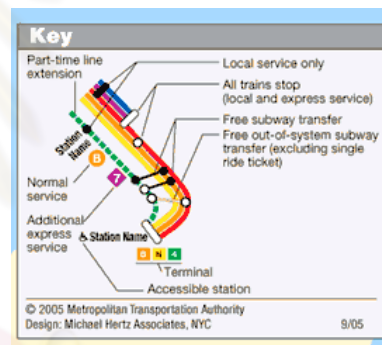 Key
Part-time line
extension
Local service only
All trains stop
(local and express service)
Free subway transfer
Free out-of-system subway
transfer (excluding single
ride ticket)
Station
Name
B
7
Normal
service
Additional
express
service
Station Name
B N 4
Terminal
Accessible station
© 2005 Metropolitan Transportation Authority
Design: Michael Hertz Associates, NYC
9/05